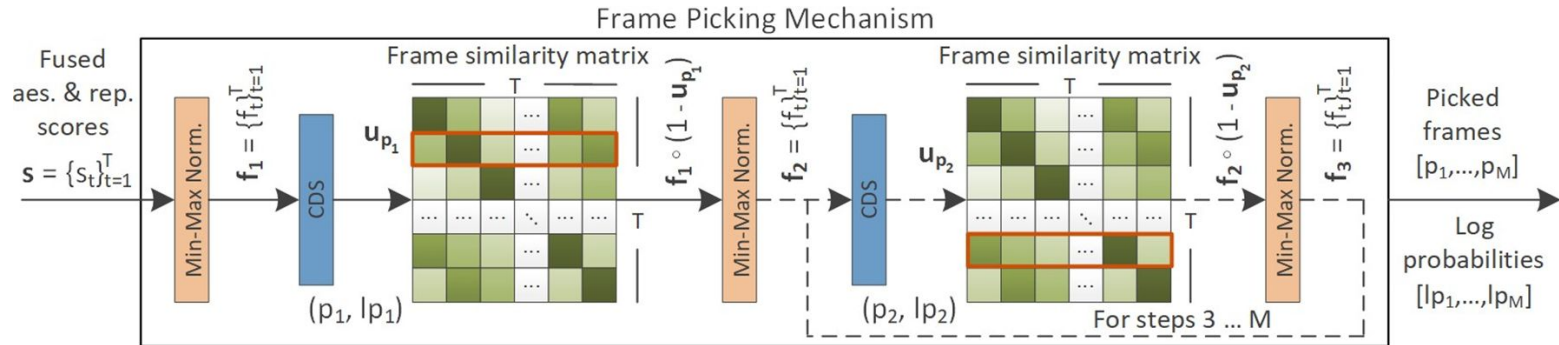 Frame Picking Mechanism
Fused
aes. & rep.
scores
s = {s_t}_{t=1}^T
Min-Max Norm.
f_1 = {f_t}_{t=1}^T
CDS
(p_1, lp_1)
Frame similarity matrix
T
u_{p_1}
...
...
...
... ... ... ⋱ ... ...
...
...
T
f_1 ∘ (1 - u_{p_1})
Min-Max Norm.
f_2 = {f_t}_{t=1}^T
CDS
(p_2, lp_2)
Frame similarity matrix
T
u_{p_2}
...
...
...
... ... ... ⋱ ... ...
...
...
T
f_2 ∘ (1 - u_{p_2})
Min-Max Norm.
f_3 = {f_t}_{t=1}^T
For steps 3 ... M
Picked
frames
[p_1,...,p_M]
Log
probabilities
[lp_1,...,lp_M]